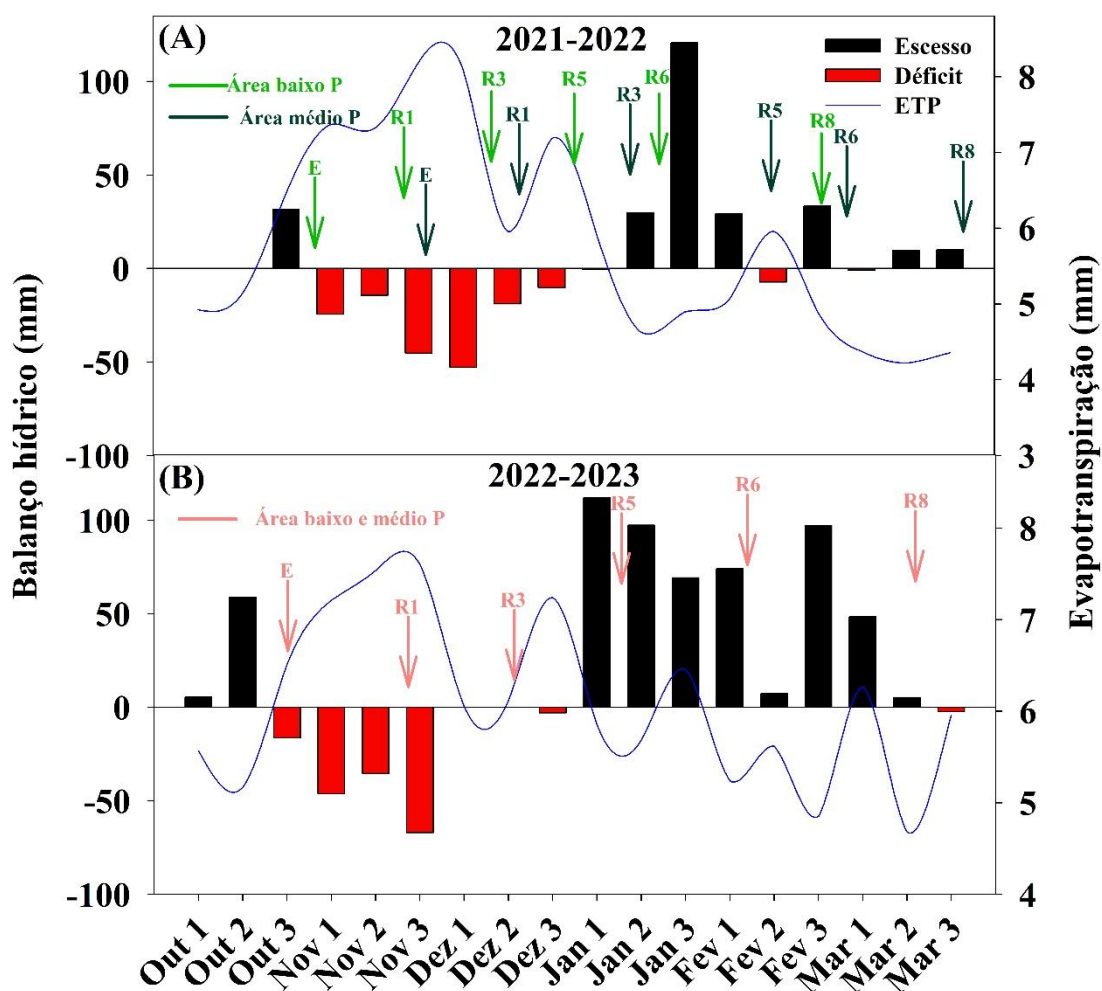 (A)
2021-2022
Escesso
Déficit
ETP
Área baixo P
Área médio P
E
R1
E
R3
R1
R5
R3
R6
R5
R8
R6
R8
100
50
0
-50
-100
8
7
6
5
4
3
Balanço hídrico (mm)
Evapotranspiração (mm)
(B)
2022-2023
Área baixo e médio P
E
R1
R3
R5
R6
R8
100
50
0
-50
-100
8
7
6
5
4
Out 1
Out 2
Out 3
Nov 1
Nov 2
Nov 3
Dez 1
Dez 2
Dez 3
Jan 1
Jan 2
Jan 3
Fev 1
Fev 2
Fev 3
Mar 1
Mar 2
Mar 3